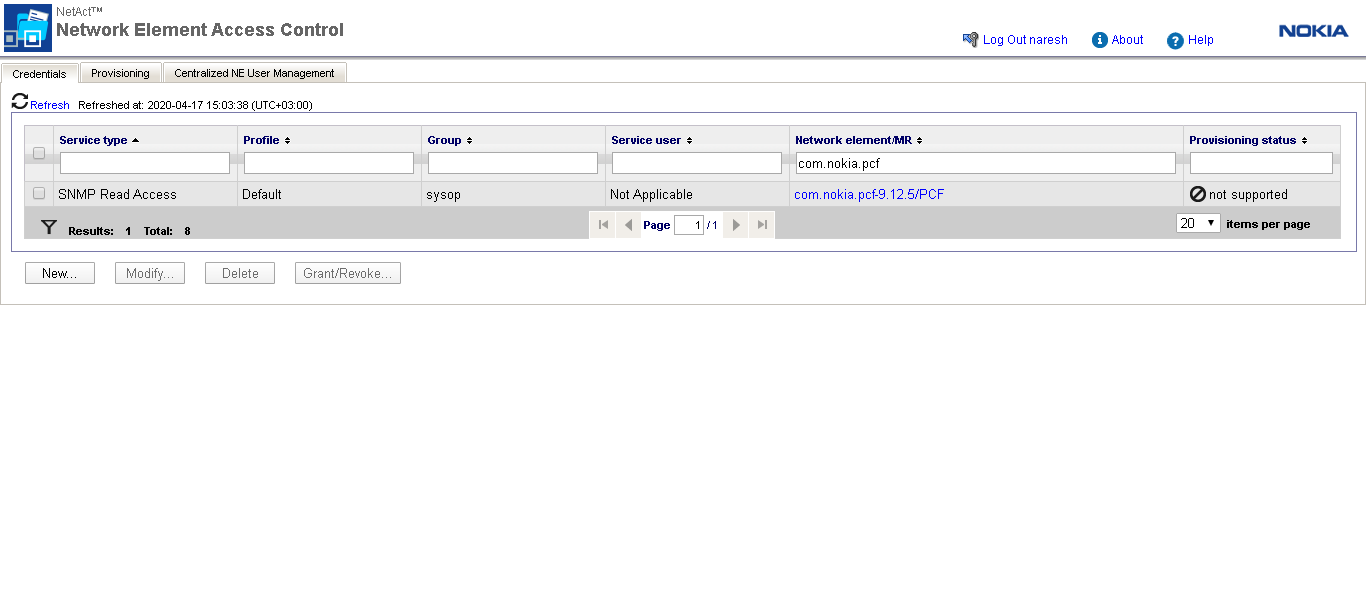 NetAct™
Network Element Access Control
Log Out naresh About Help NOKIA
Credentials Provisioning Centralized NE User Management
Refresh Refreshed at: 2020-04-17 15:03:38 (UTC+03:00)
Service type Profile Group Service user Network element/MR Provisioning status
com.nokia.pcf
SNMP Read Access Default sysop Not Applicable com.nokia.pcf-9.12.5/PCF not supported
Results: 1 Total: 8 Page 1 / 1 20 items per page
New... Modify... Delete Grant/Revoke...